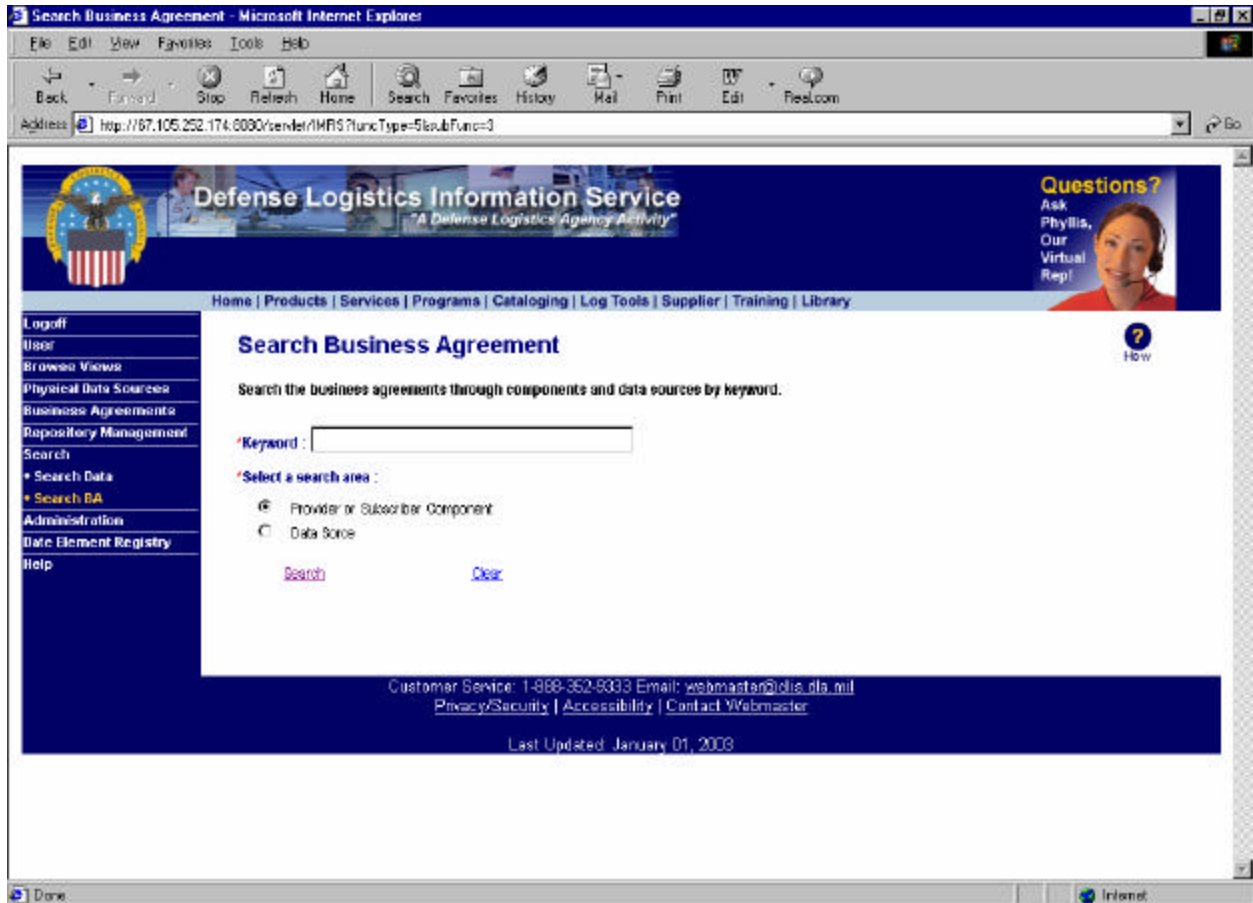 Search Business Agreement - Microsoft Internet Explorer
File Edit View Favorites Tools Help
Back Forward Stop Refresh Home Search Favorites History Mail Print Edit Real.com
Address http://67.105.252.174:8080/servlet/IMRIS?funcType=5&subFunc=3 Go
Defense Logistics Information Service
"A Defense Logistics Agency Activity"
Questions?
Ask
Phyllis,
Our
Virtual
Rep!
Home | Products | Services | Programs | Cataloging | Log Tools | Supplier | Training | Library
Logoff
User
Browse Views
Physical Data Sources
Business Agreements
Repository Management
Search
• Search Data
• Search BA
Administration
Date Element Registry
Help
Search Business Agreement
?
How
Search the business agreements through components and data sources by keyword.
*Keyword :
*Select a search area :
Provider or Subscriber Component
Data Sorce
Search Clear
Customer Service: 1-888-352-9333 Email: webmaster@dlis.dla.mil
Privacy/Security | Accessibility | Contact Webmaster
Last Updated: January 01, 2003
Done Internet